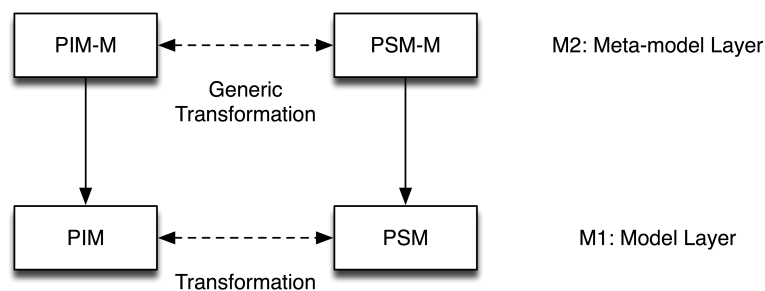 PIM-M
PSM-M
M2: Meta-model Layer
Generic
Transformation
PIM
PSM
M1: Model Layer
Transformation